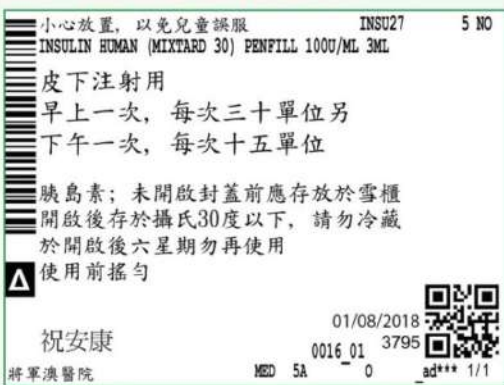 小心放置, 以免兒童誤服 INSU27 5 NO
INSULIN HUMAN (MIXTARD 30) PENFILL 100U/ML 3ML
皮下注射用
早上一次, 每次三十單位另
下午一次, 每次十五單位
胰島素; 未開啟封蓋前應存放於雪櫃
開啟後存於攝氏30度以下, 請勿冷藏
於開啟後六星期勿再使用
Δ 使用前搖勻
01/08/2018
祝安康 0016_01 3795
將軍澳醫院 MED 5A O _ad*** 1/1